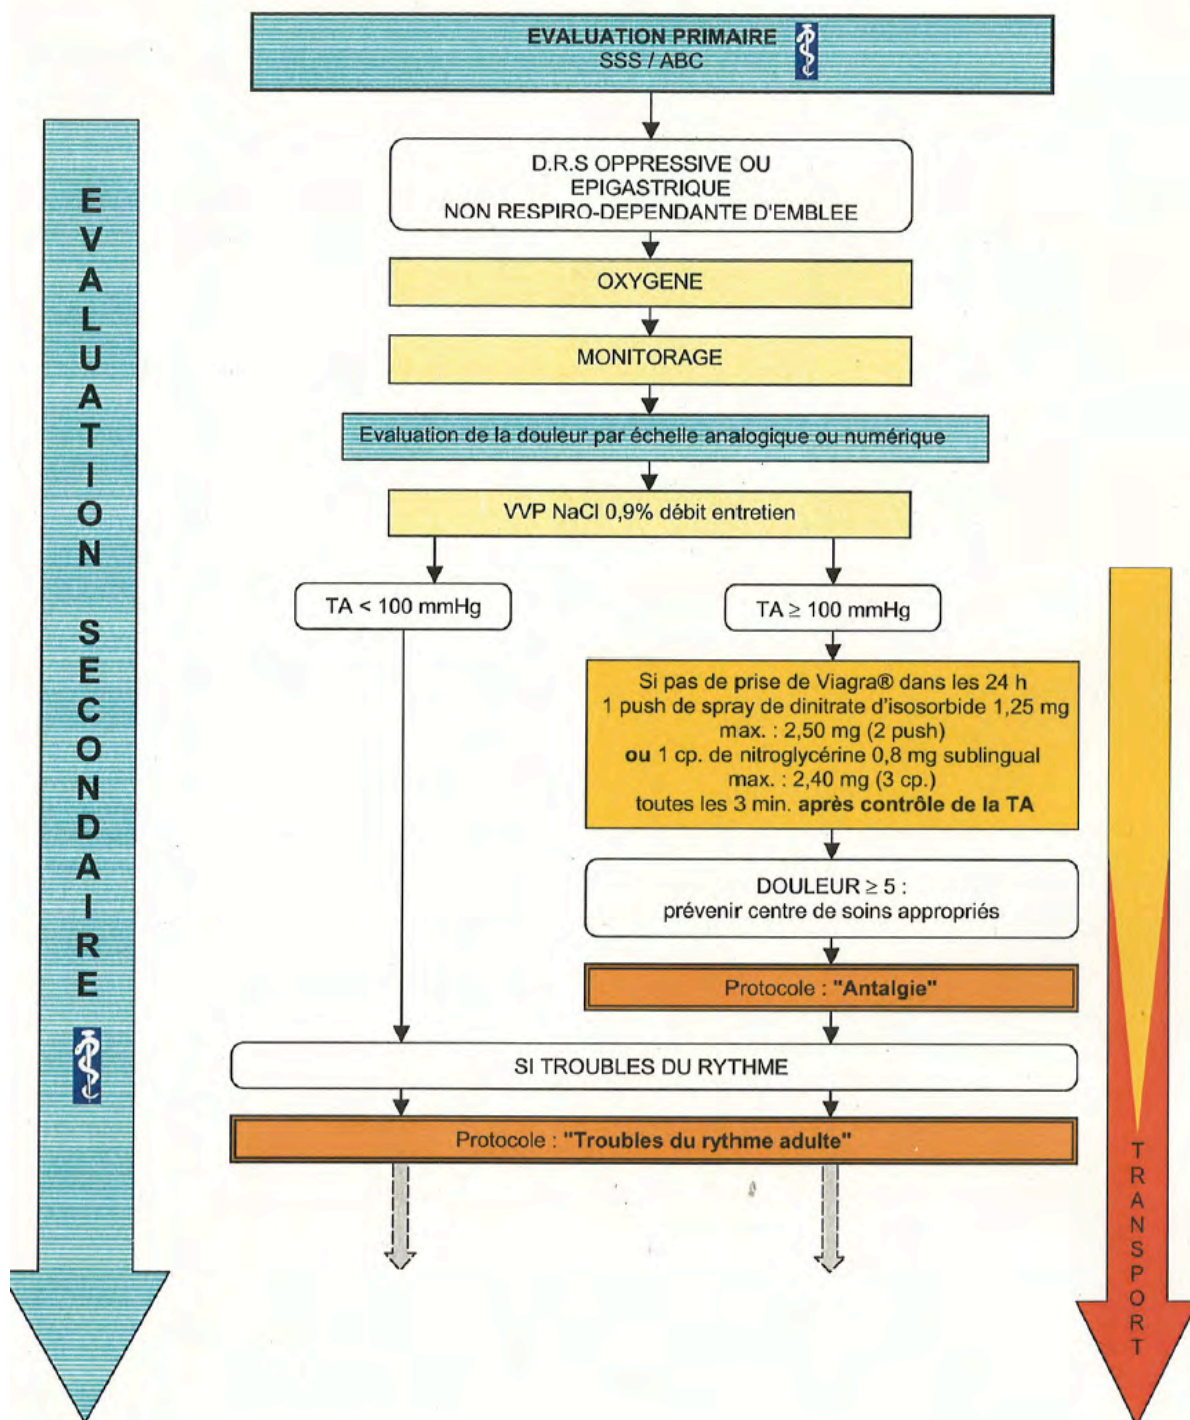 EVALUATION PRIMAIRE
SSS / ABC
EVALUATION SECONDAIRE
D.R.S OPPRESSIVE OU
EPIGASTRIQUE
NON RESPIRO-DEPENDANTE D'EMBLEE
OXYGENE
MONITORAGE
Evaluation de la douleur par échelle analogique ou numérique
VVP NaCl 0,9% débit entretien
TA < 100 mmHg
TA ≥ 100 mmHg
Si pas de prise de Viagra® dans les 24 h
1 push de spray de dinitrate d'isosorbide 1,25 mg
max. : 2,50 mg (2 push)
ou 1 cp. de nitroglycérine 0,8 mg sublingual
max. : 2,40 mg (3 cp.)
toutes les 3 min. après contrôle de la TA
DOULEUR ≥ 5 :
prévenir centre de soins appropriés
Protocole : "Antalgie"
SI TROUBLES DU RYTHME
Protocole : "Troubles du rythme adulte"
TRANSPORT